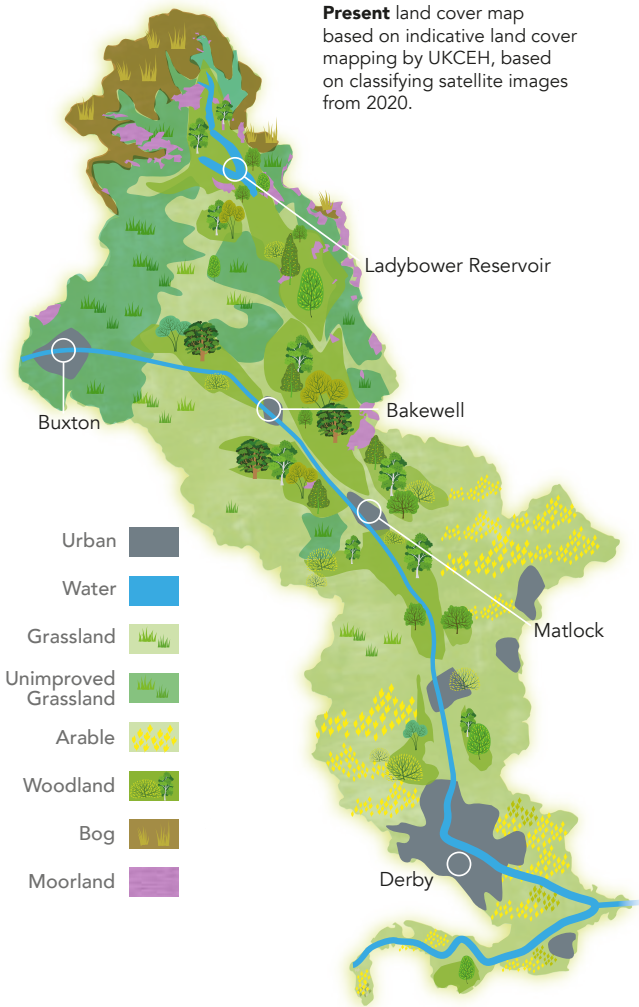 Present land cover map
based on indicative land cover
mapping by UKCEH, based
on classifying satellite images
from 2020.
Ladybower Reservoir
Buxton
Bakewell
Matlock
Derby
Urban
Water
Grassland
Unimproved
Grassland
Arable
Woodland
Bog
Moorland